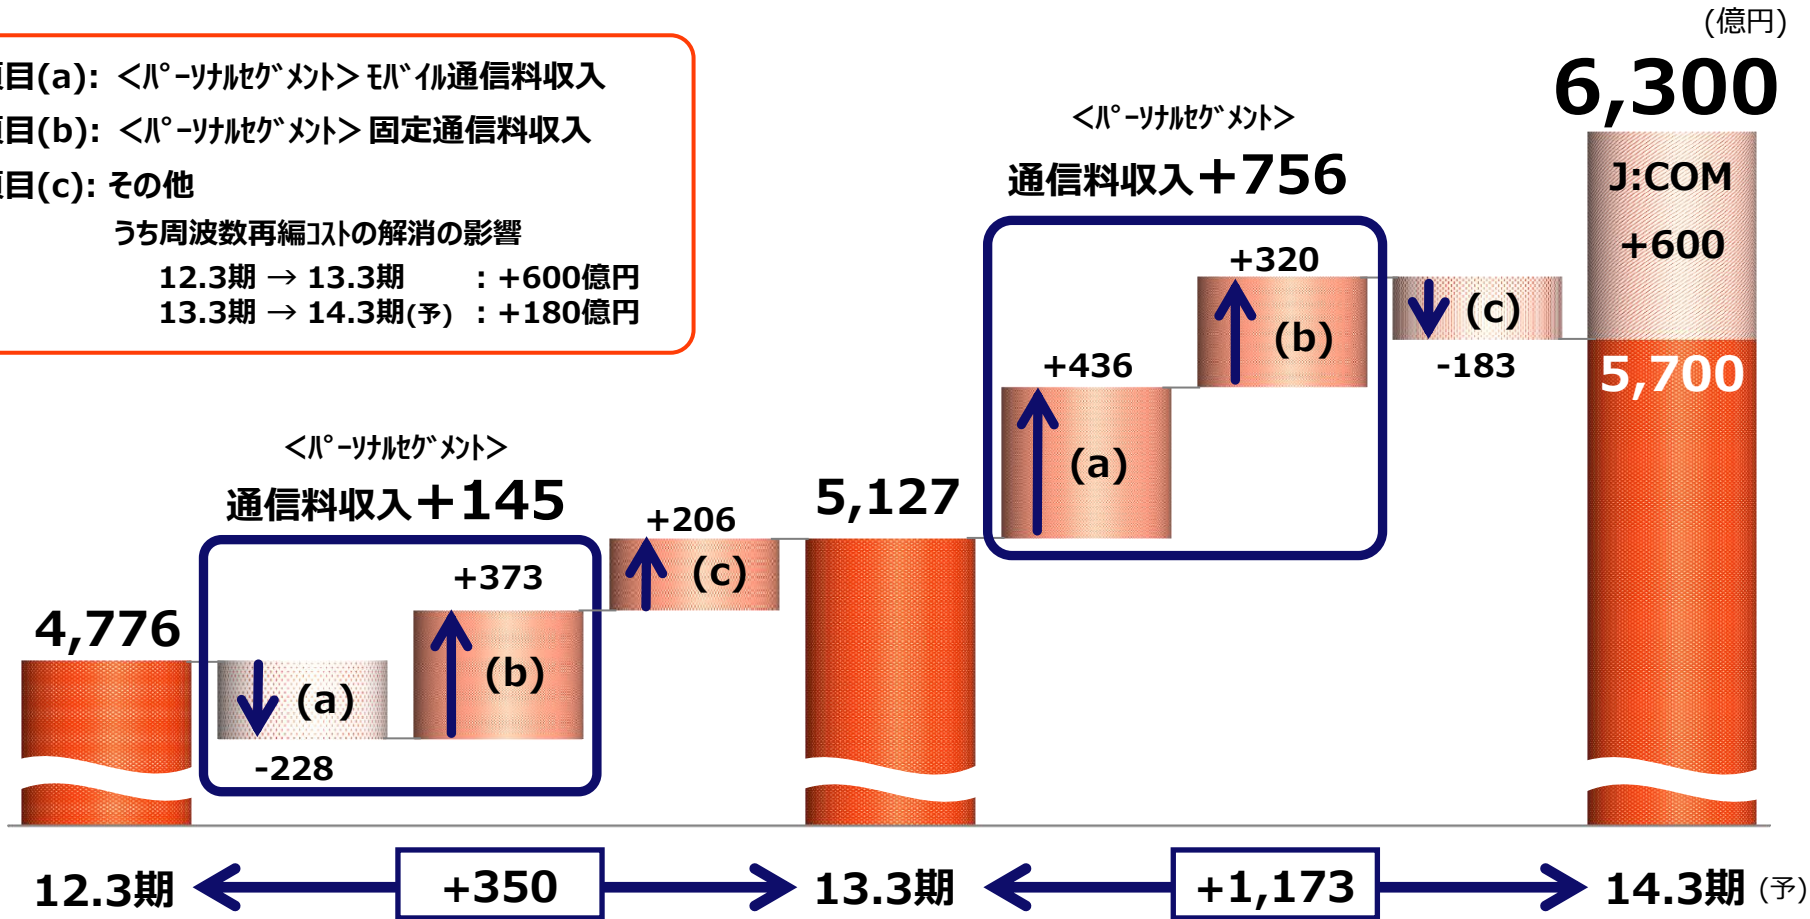 (億円)
項目(a): ＜ﾊﾟｰｿﾅﾙｾｸﾞﾒﾝﾄ＞ﾓﾊﾞｲﾙ通信料収入
項目(b): ＜ﾊﾟｰｿﾅﾙｾｸﾞﾒﾝﾄ＞固定通信料収入
項目(c): その他
うち周波数再編ｺｽﾄの解消の影響
12.3期 → 13.3期 : +600億円
13.3期 → 14.3期(予) : +180億円
＜ﾊﾟｰｿﾅﾙｾｸﾞﾒﾝﾄ＞
通信料収入+756
6,300
J:COM
+600
5,700
+320
(b)
(c)
-183
+436
(a)
＜ﾊﾟｰｿﾅﾙｾｸﾞﾒﾝﾄ＞
通信料収入+145
5,127
+206
(c)
+373
(b)
4,776
(a)
-228
12.3期
+350
13.3期
+1,173
14.3期 (予)